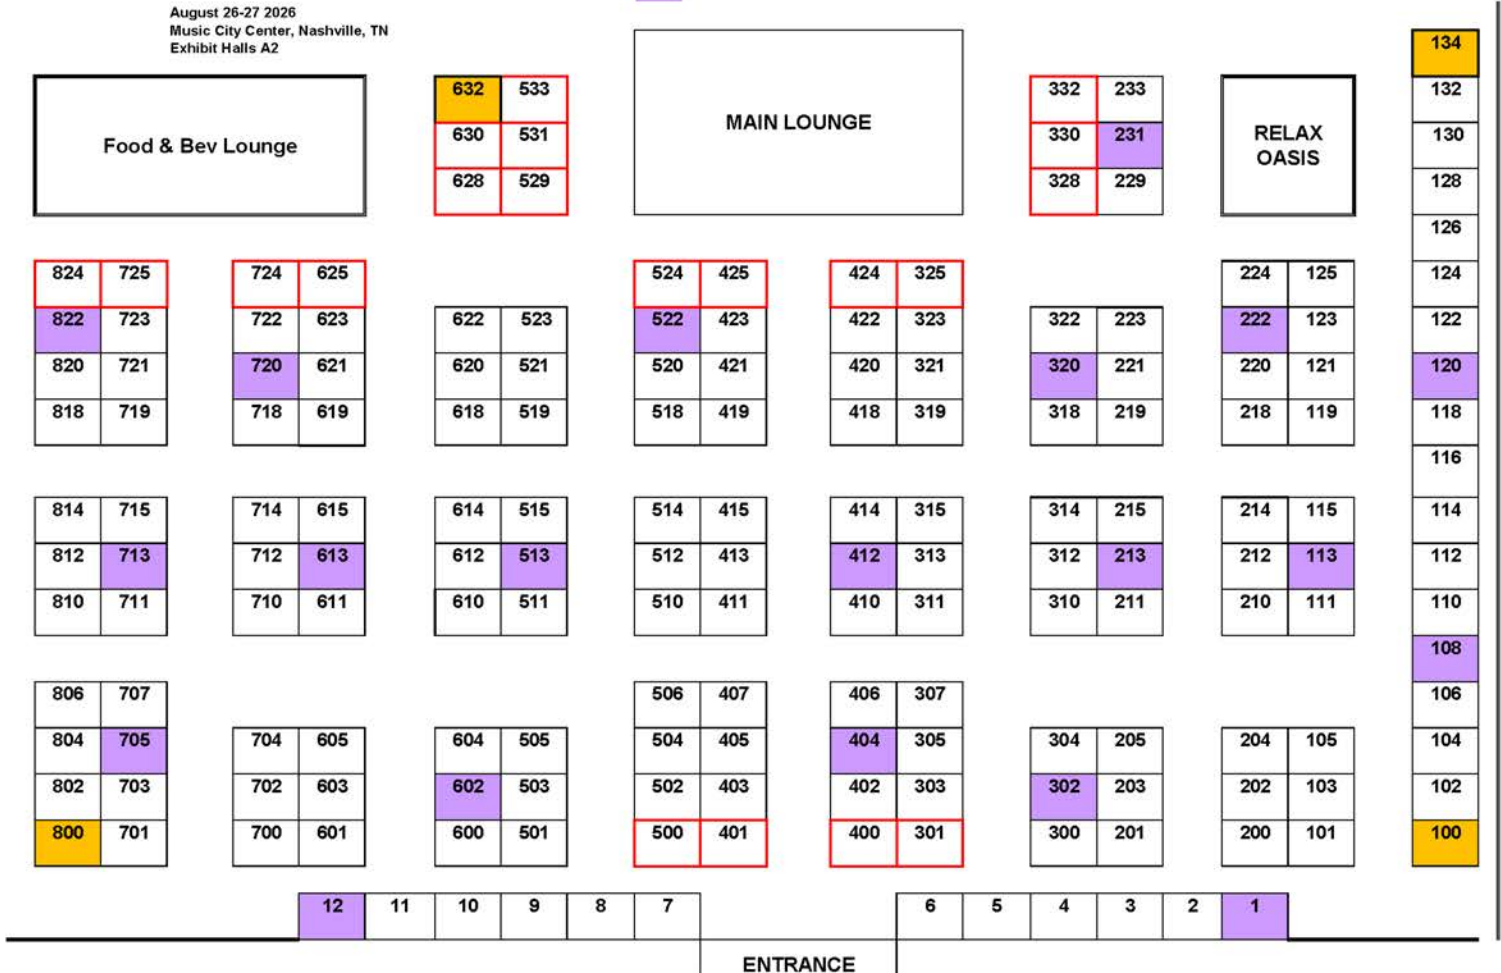 August 26-27 2026
Music City Center, Nashville, TN
Exhibit Halls A2
134
632 533 332 233 132
Food & Bev Lounge MAIN LOUNGE RELAX
OASIS
630 531 330 231 130
628 529 328 229 128
126
824 725 724 625 524 425 424 325 224 125 124
822 723 722 623 622 523 522 423 422 323 322 223 222 123 122
820 721 720 621 620 521 520 421 420 321 320 221 220 121 120
818 719 718 619 618 519 518 419 418 319 318 219 218 119 118
116
814 715 714 615 614 515 514 415 414 315 314 215 214 115 114
812 713 712 613 612 513 512 413 412 313 312 213 212 113 112
810 711 710 611 610 511 510 411 410 311 310 211 210 111 110
108
806 707 506 407 406 307 106
804 705 704 605 604 505 504 405 404 305 304 205 204 105 104
802 703 702 603 602 503 502 403 402 303 302 203 202 103 102
800 701 700 601 600 501 500 401 400 301 300 201 200 101 100
12 11 10 9 8 7 6 5 4 3 2 1
ENTRANCE